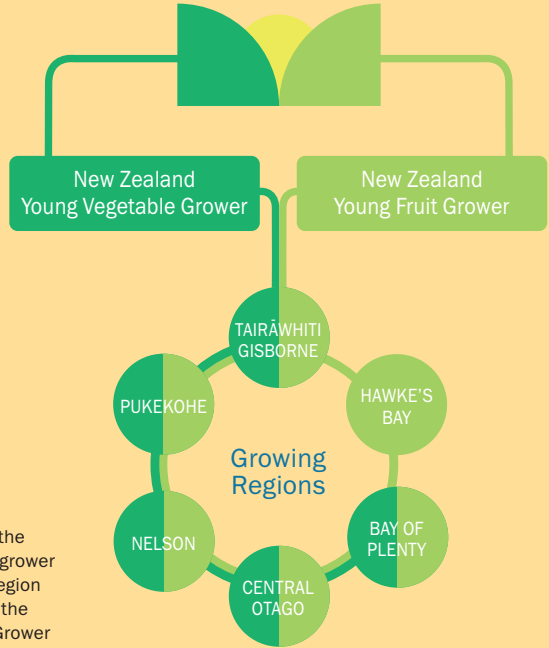 New Zealand
Young Vegetable Grower
New Zealand
Young Fruit Grower
TAIRĀWHITI
GISBORNE
PUKEKOHE
HAWKE'S
BAY
Growing
Regions
NELSON
BAY OF
PLENTY
CENTRAL
OTAGO
the
grower
egion
the
Grower